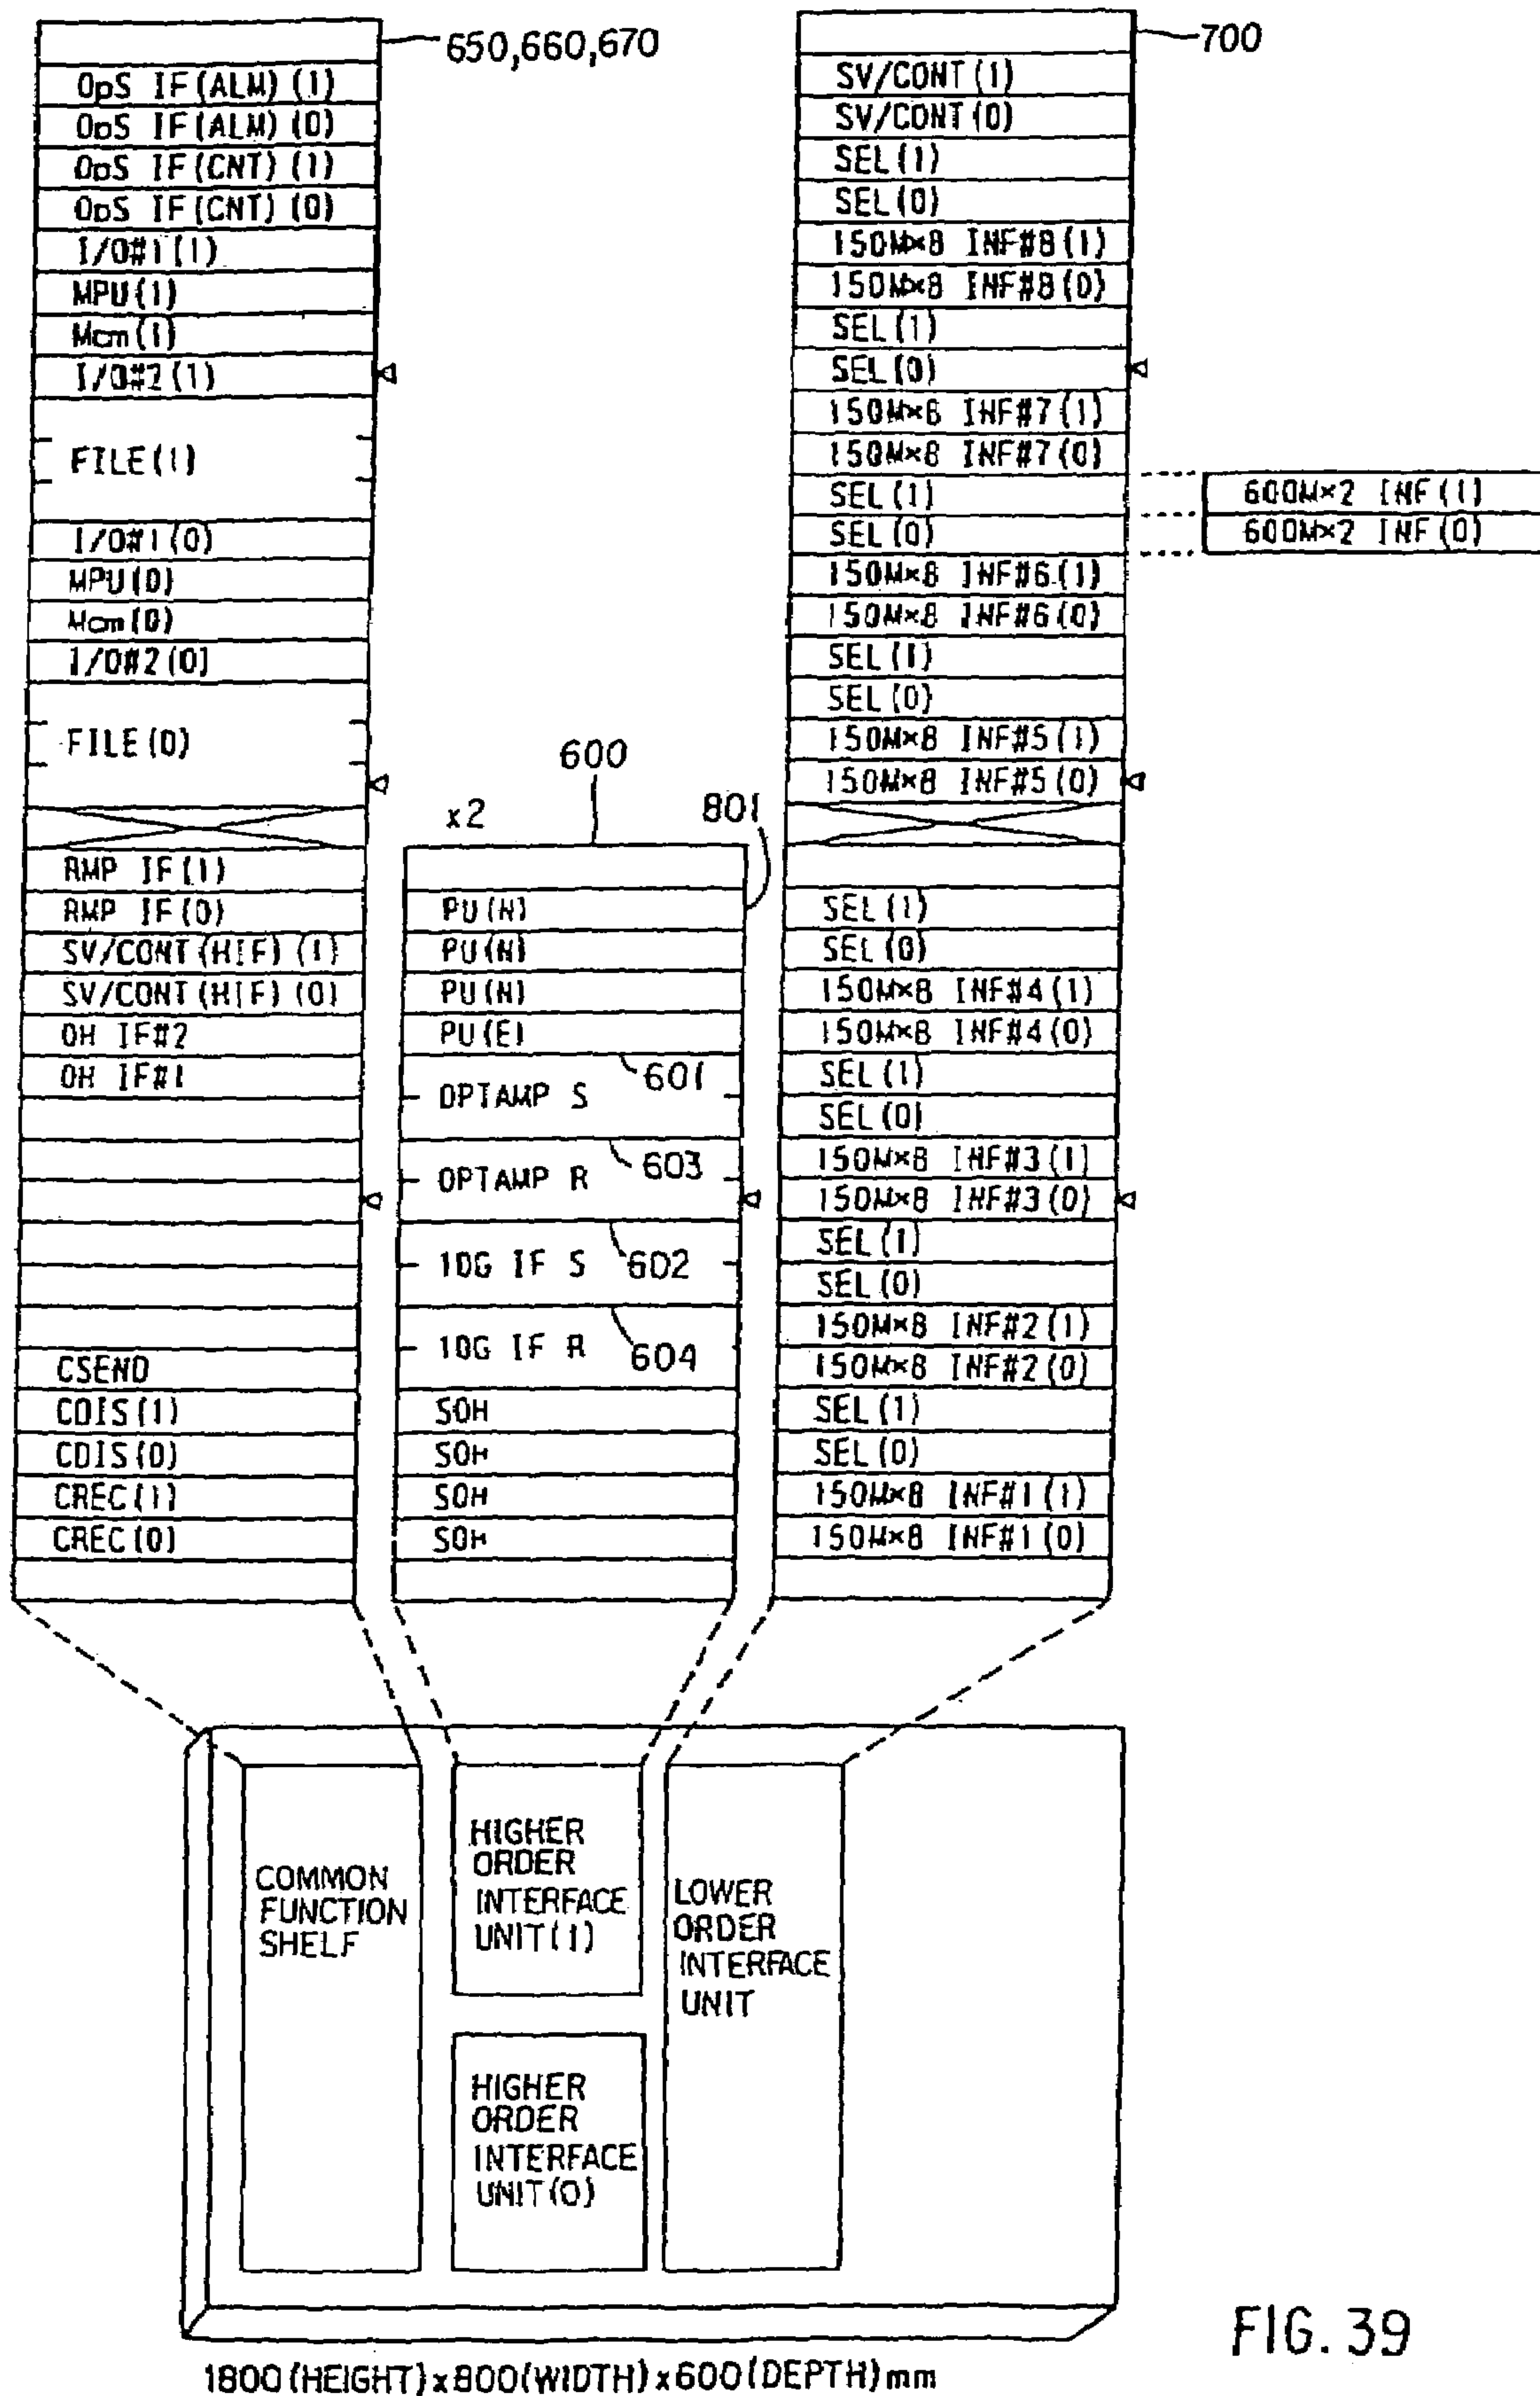 650,660,670
OpS IF(ALM)(1)
OpS IF(ALM)(0)
OpS IF(CNT)(1)
OpS IF(CNT)(0)
I/O#1(1)
MPU(1)
Mem(1)
I/O#2(1)
FILE(1)
I/O#1(0)
MPU(0)
Mem(0)
I/O#2(0)
FILE(0)
RMP IF(1)
RMP IF(0)
SV/CONT(HIF)(1)
SV/CONT(HIF)(0)
OH IF#2
OH IF#1
CSEND
CDIS(1)
CDIS(0)
CREC(1)
CREC(0)
x2
600
801
PU(N)
PU(N)
PU(N)
PU(E)
601
OPTAMP S
603
OPTAMP R
602
10G IF S
604
10G IF R
SOH
SOH
SOH
SOH
700
SV/CONT(1)
SV/CONT(0)
SEL(1)
SEL(0)
150M×8 INF#8(1)
150M×8 INF#8(0)
SEL(1)
SEL(0)
150M×8 INF#7(1)
150M×8 INF#7(0)
SEL(1)
SEL(0)
600M×2 INF(1)
600M×2 INF(0)
150M×8 INF#6(1)
150M×8 INF#6(0)
SEL(1)
SEL(0)
150M×8 INF#5(1)
150M×8 INF#5(0)
SEL(1)
SEL(0)
150M×8 INF#4(1)
150M×8 INF#4(0)
SEL(1)
SEL(0)
150M×8 INF#3(1)
150M×8 INF#3(0)
SEL(1)
SEL(0)
150M×8 INF#2(1)
150M×8 INF#2(0)
SEL(1)
SEL(0)
150M×8 INF#1(1)
150M×8 INF#1(0)
COMMON
FUNCTION
SHELF
HIGHER
ORDER
INTERFACE
UNIT(1)
HIGHER
ORDER
INTERFACE
UNIT(0)
LOWER
ORDER
INTERFACE
UNIT
1800(HEIGHT)x800(WIDTH)x600(DEPTH)mm
FIG. 39